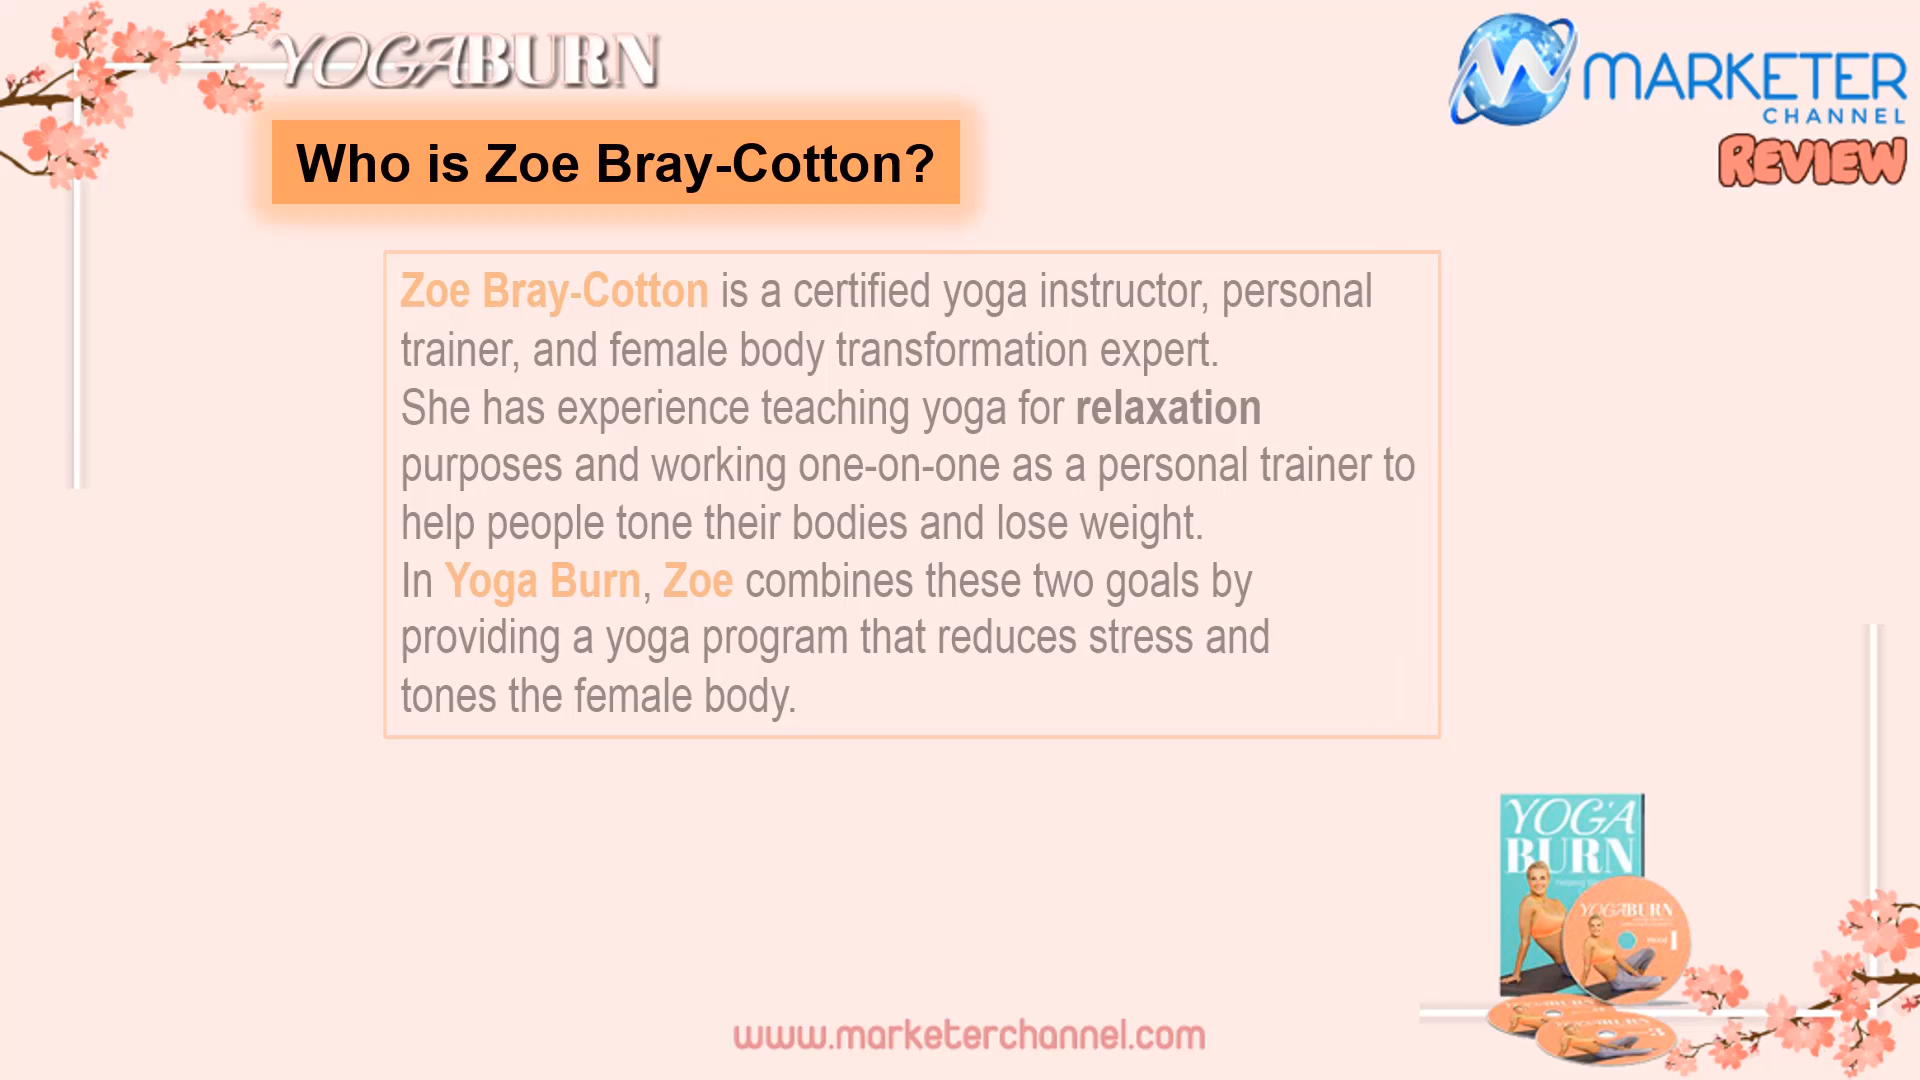 YOGABURN
MARKETER
CHANNEL
REVIEW
Who is Zoe Bray-Cotton?
Zoe Bray-Cotton is a certified yoga instructor, personal
trainer, and female body transformation expert.
She has experience teaching yoga for relaxation
purposes and working one-on-one as a personal trainer to
help people tone their bodies and lose weight.
In Yoga Burn, Zoe combines these two goals by
providing a yoga program that reduces stress and
tones the female body.
YOGA
BURN
YOGABURN
1
YOGABURN
www.marketerchannel.com